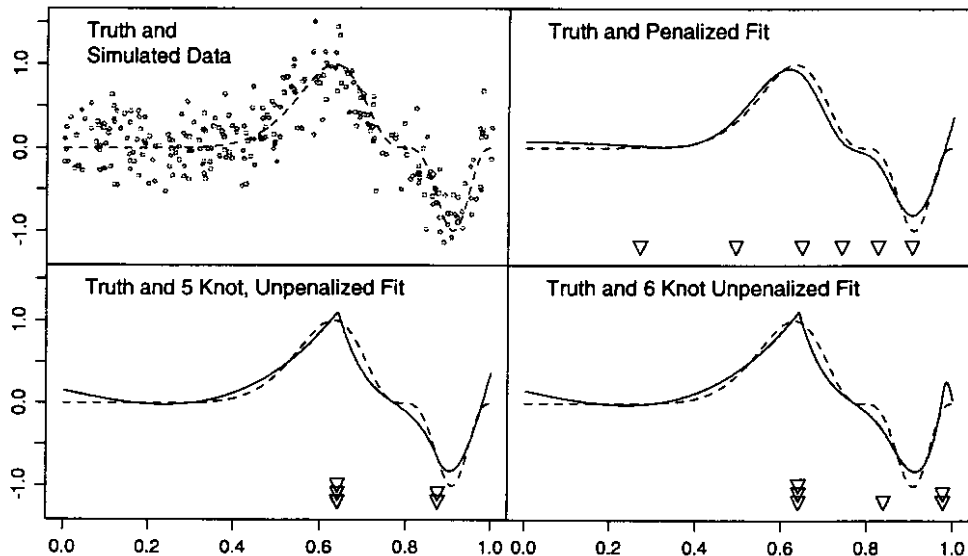 Truth and
Simulated Data
Truth and Penalized Fit
1.0
0.0
-1.0
Truth and 5 Knot, Unpenalized Fit
Truth and 6 Knot Unpenalized Fit
1.0
0.0
-1.0
0.0 0.2 0.4 0.6 0.8 1.0
0.0 0.2 0.4 0.6 0.8 1.0